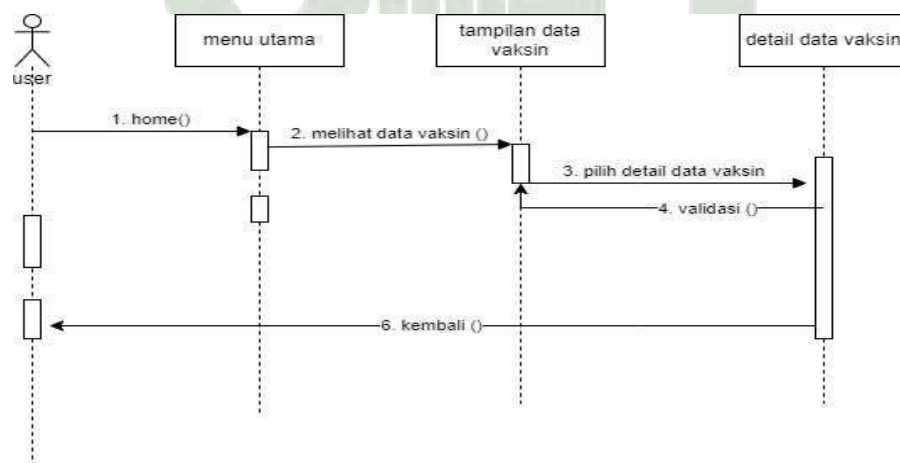 menu utama
tampilan data
vaksin
detail data vaksin
user
1. home()
2. melihat data vaksin ()
3. pilih detail data vaksin
4. validasi ()
6. kembali ()